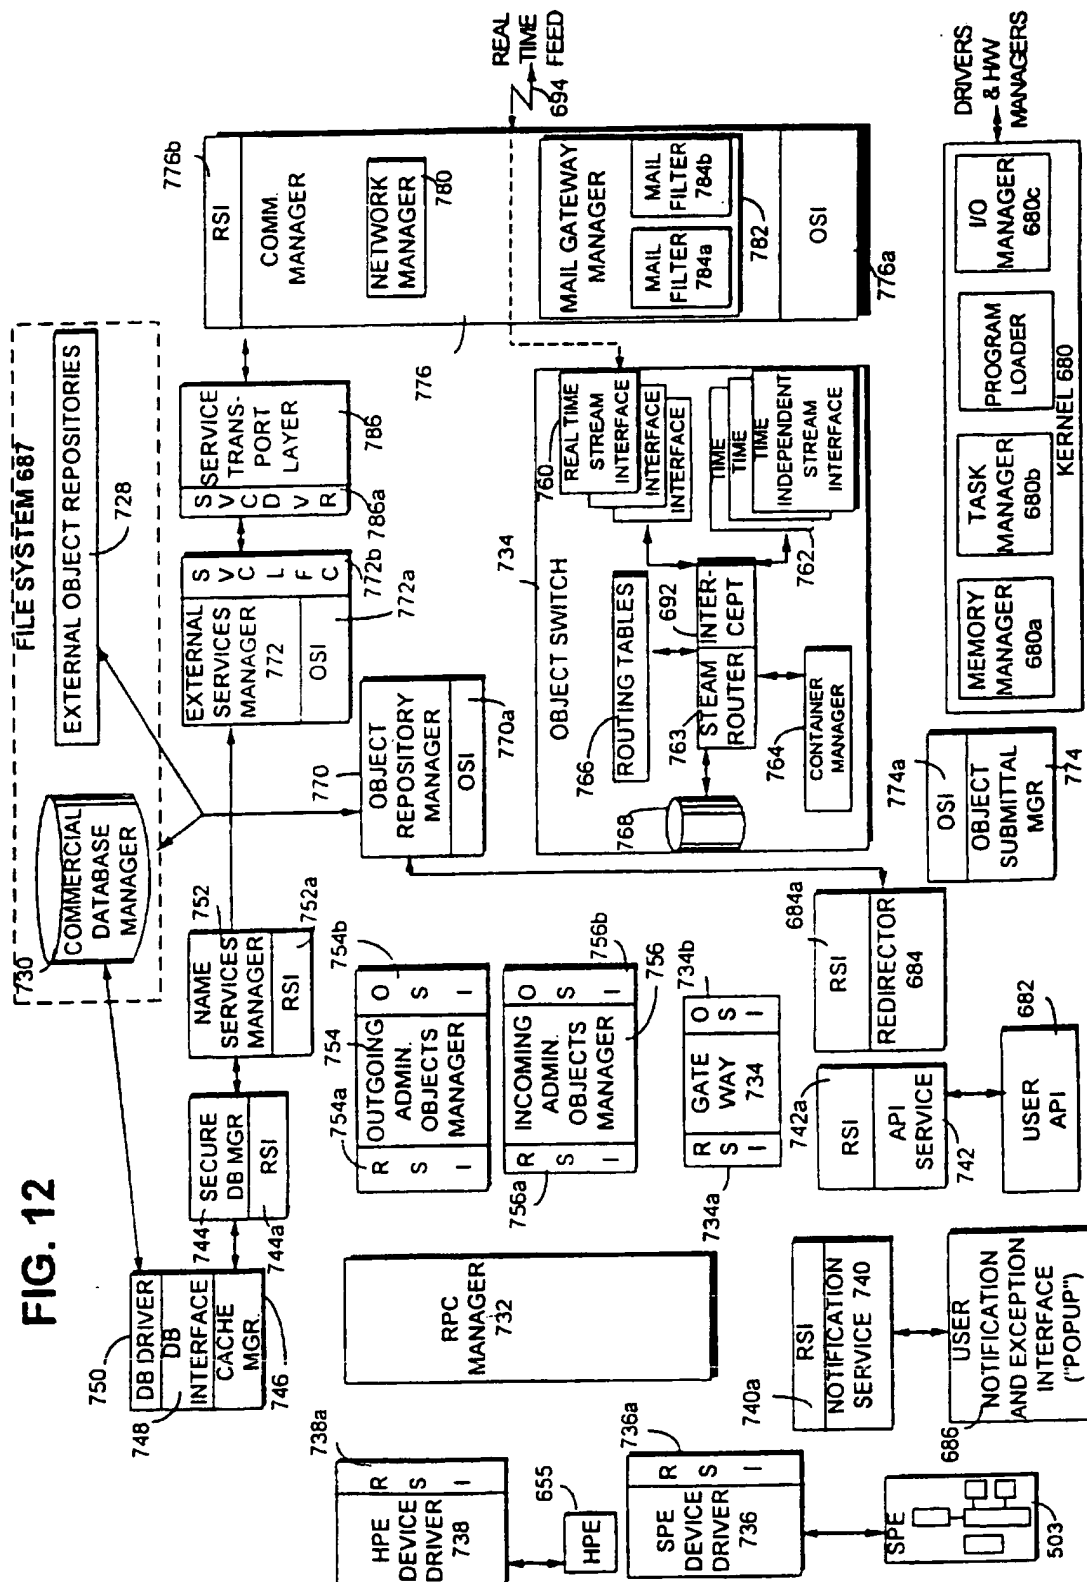 FIG. 12
FILE SYSTEM 687
730
COMMERCIAL
DATABASE
MANAGER
EXTERNAL OBJECT REPOSITORIES
728
750
DB DRIVER
DB
INTERFACE
CACHE
MGR.
748
746
744
SECURE
DB MGR
RSI
744a
NAME
SERVICES
MANAGER
RSI
752
752a
EXTERNAL
SERVICES
MANAGER
772
OSI
S
V
C
L
F
C
772b
772a
S
V
C
D
V
R
SERVICE
TRANS-
PORT
LAYER
786
786a
776b
RSI
COMM.
MANAGER
NETWORK
MANAGER
780
776
MAIL GATEWAY
MANAGER
MAIL
FILTER
784a
MAIL
FILTER
784b
782
OSI
776a
REAL
TIME
FEED
694
770
OBJECT
REPOSITORY
MANAGER
OSI
770a
754a
754
754b
R
S
I
OUTGOING
ADMIN.
OBJECTS
MANAGER
O
S
I
756a
R
S
I
INCOMING
ADMIN.
OBJECTS
MANAGER
O
S
I
756b
756
734a
R
S
I
GATE
WAY
734
O
S
I
734b
RPC
MANAGER
732
738a
HPE
DEVICE
DRIVER
738
R
S
I
655
HPE
736a
SPE
DEVICE
DRIVER
736
R
S
I
SPE
503
734
OBJECT SWITCH
766
ROUTING TABLES
692
763
STEAM
ROUTER
INTER-
CEPT
768
764
CONTAINER
MANAGER
760
REAL TIME
STREAM
INTERFACE
INTERFACE
INTERFACE
762
TIME
TIME
TIME
INDEPENDENT
STREAM
INTERFACE
740a
RSI
NOTIFICATION
SERVICE 740
686
USER
NOTIFICATION
AND EXCEPTION
INTERFACE
("POPUP")
742a
RSI
API
SERVICE
742
682
USER
API
684a
RSI
REDIRECTOR
684
774a
OSI
OBJECT
SUBMITTAL
MGR
774
MEMORY
MANAGER
680a
TASK
MANAGER
680b
PROGRAM
LOADER
I/O
MANAGER
680c
KERNEL 680
DRIVERS
& H/W
MANAGERS